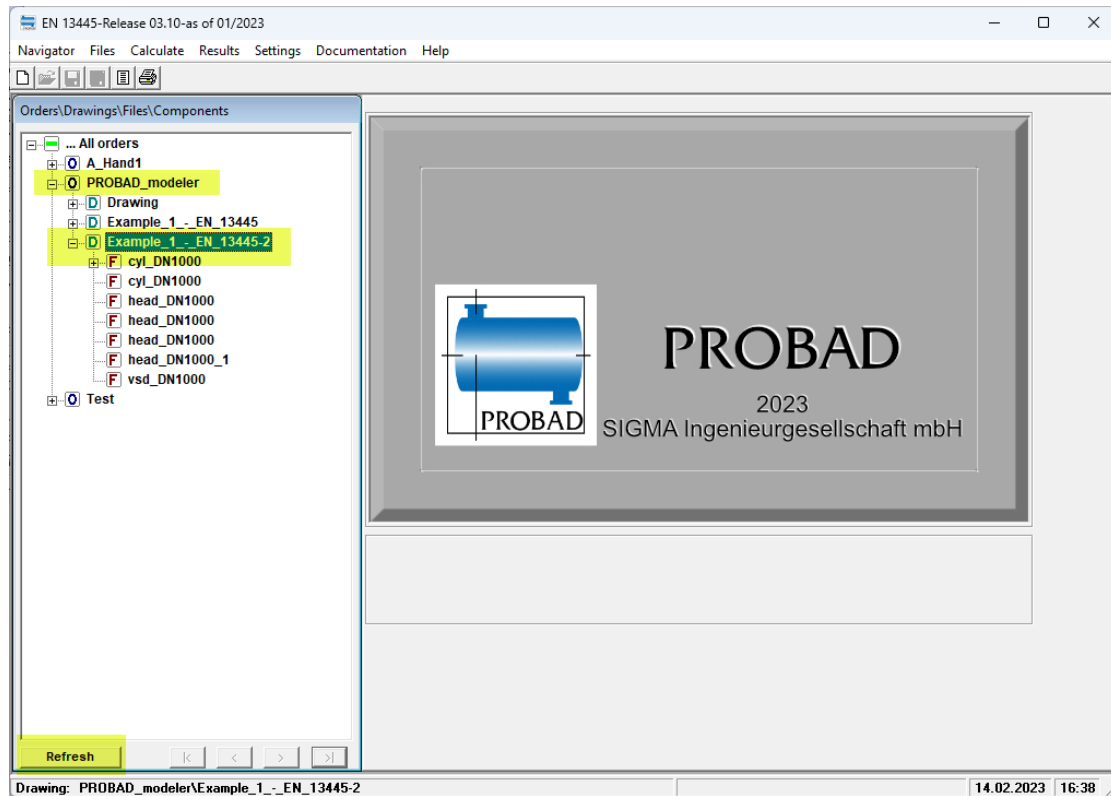 EN 13445-Release 03.10-as of 01/2023
Navigator Files Calculate Results Settings Documentation Help
Orders\Drawings\Files\Components
... All orders
O A_Hand1
O PROBAD_modeler
D Drawing
D Example_1_-_EN_13445
D Example_1_-_EN_13445-2
F cyl_DN1000
F cyl_DN1000
F head_DN1000
F head_DN1000
F head_DN1000
F head_DN1000_1
F vsd_DN1000
O Test
PROBAD
PROBAD
2023
SIGMA Ingenieurgesellschaft mbH
Refresh |< < > >|
Drawing: PROBAD_modeler\Example_1_-_EN_13445-2 14.02.2023 16:38